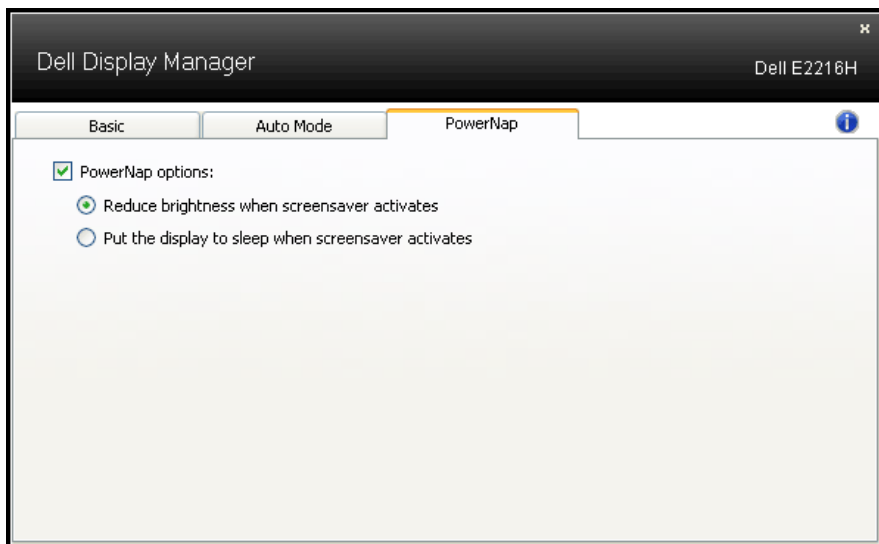 Dell Display Manager
Dell E2216H
Basic
Auto Mode
PowerNap
PowerNap options:
Reduce brightness when screensaver activates
Put the display to sleep when screensaver activates